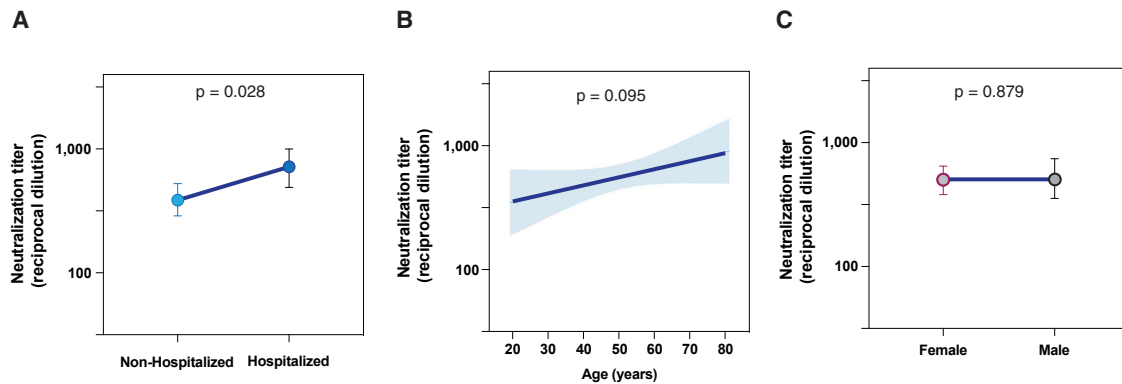 A
p = 0.028
Neutralization titer
(reciprocal dilution)
1,000
100
Non-Hospitalized
Hospitalized
B
p = 0.095
Neutralization titer
(reciprocal dilution)
1,000
100
20 30 40 50 60 70 80
Age (years)
C
p = 0.879
Neutralization titer
(reciprocal dilution)
1,000
100
Female
Male